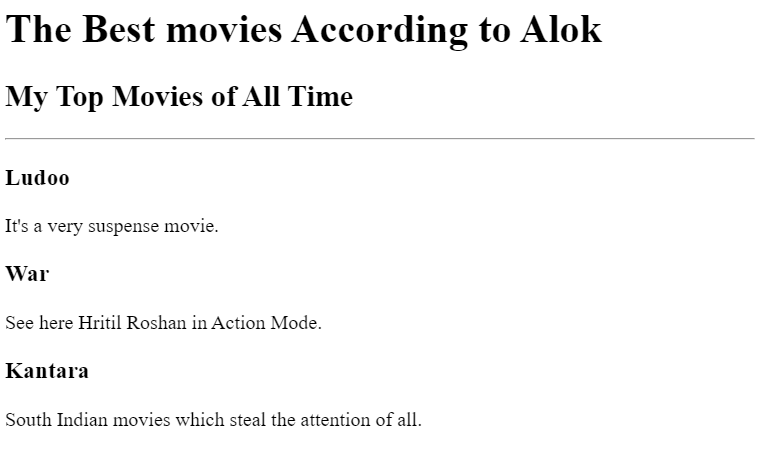 The Best movies According to Alok
My Top Movies of All Time
Ludoo
It's a very suspense movie.
War
See here Hritil Roshan in Action Mode.
Kantara
South Indian movies which steal the attention of all.